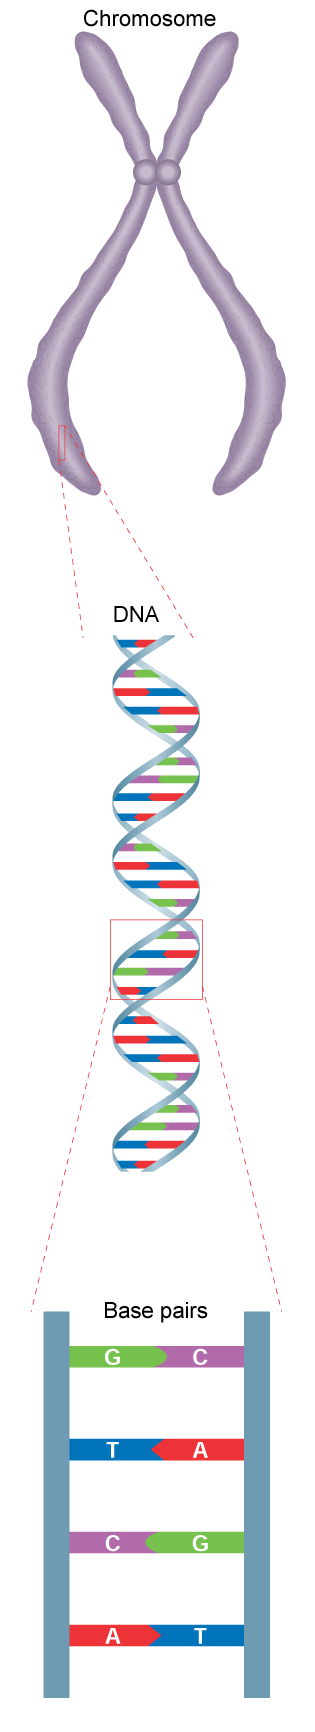 Chromosome
DNA
Base pairs
G C
T A
C G
A T